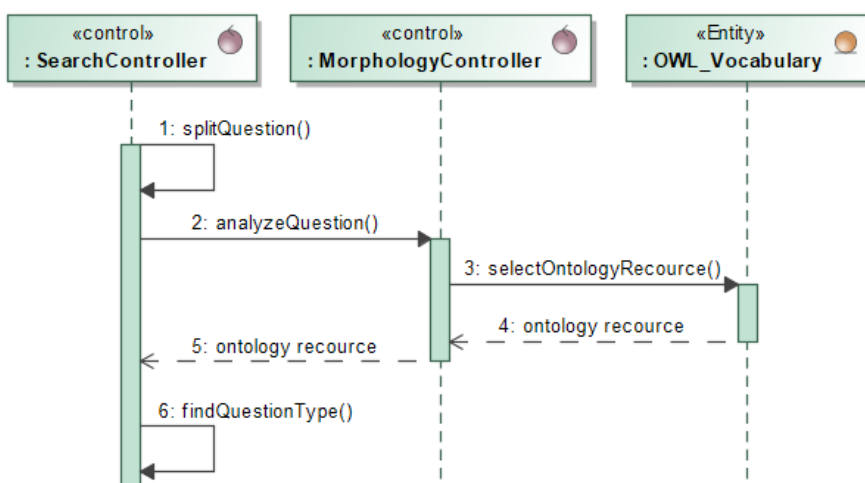 «control»
: SearchController
«control»
: MorphologyController
«Entity»
: OWL_Vocabulary
1: splitQuestion()
2: analyzeQuestion()
3: selectOntologyRecource()
4: ontology recource
5: ontology recource
6: findQuestionType()